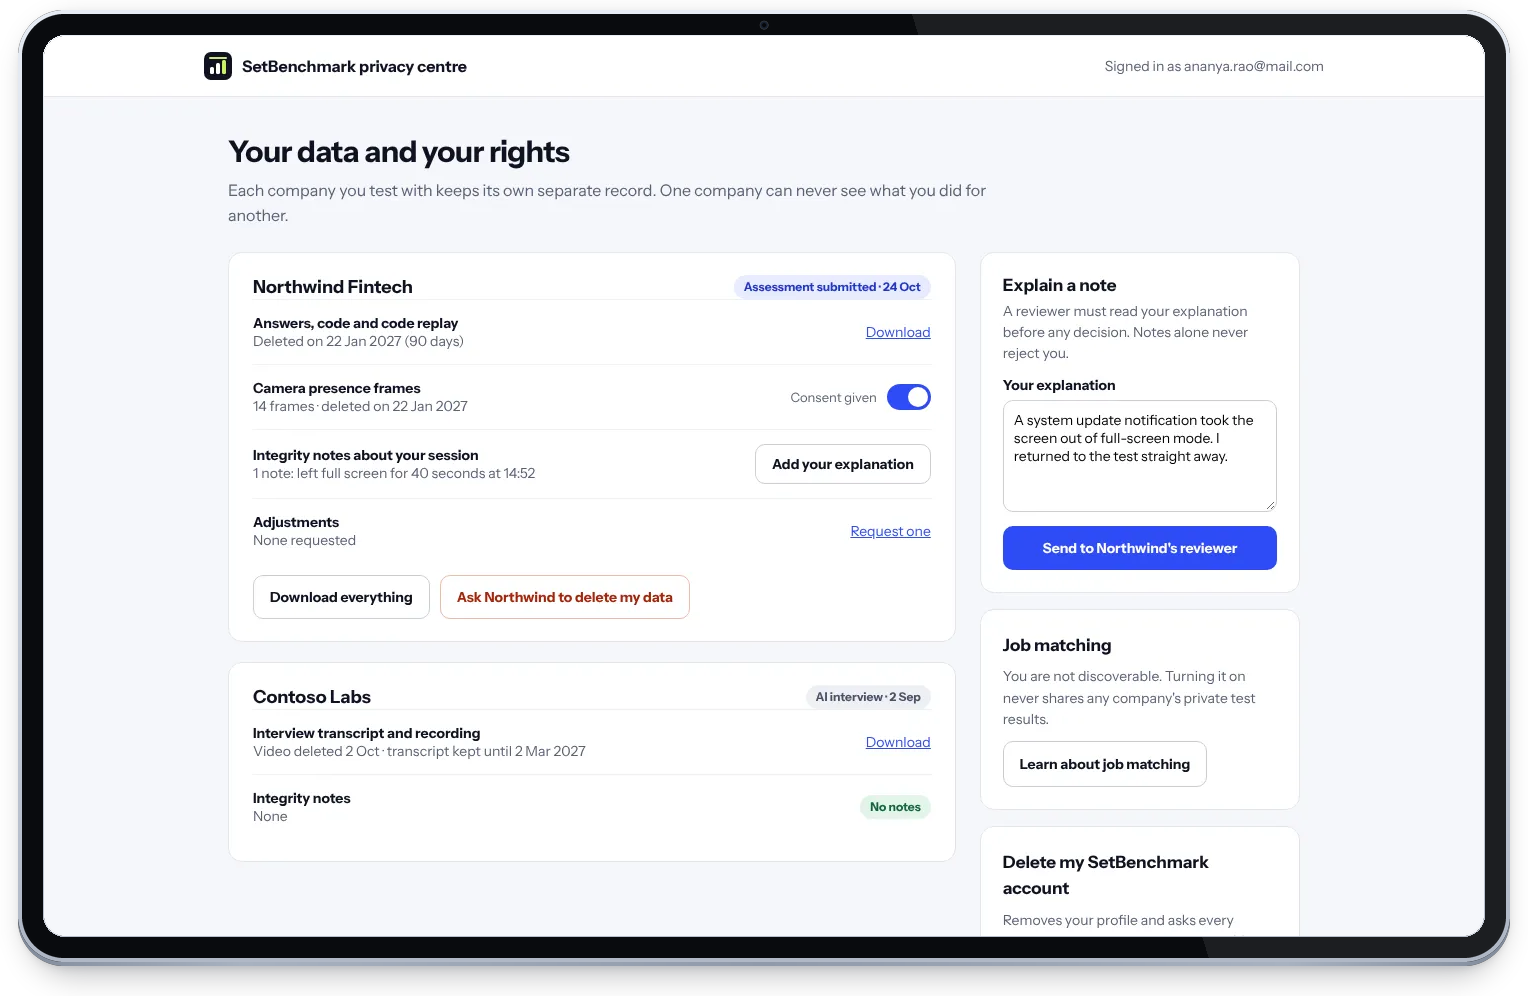 SetBenchmark privacy centre
Signed in as ananya.rao@mail.com
Your data and your rights
Each company you test with keeps its own separate record. One company can never see what you did for
another.
Northwind Fintech
Assessment submitted · 24 Oct
Answers, code and code replay
Deleted on 22 Jan 2027 (90 days)
Download
Camera presence frames
14 frames · deleted on 22 Jan 2027
Consent given
Integrity notes about your session
1 note: left full screen for 40 seconds at 14:52
Add your explanation
Adjustments
None requested
Request one
Download everything
Ask Northwind to delete my data
Contoso Labs
AI interview · 2 Sep
Interview transcript and recording
Video deleted 2 Oct · transcript kept until 2 Mar 2027
Download
Integrity notes
None
No notes
Explain a note
A reviewer must read your explanation
before any decision. Notes alone never
reject you.
Your explanation
A system update notification took the
screen out of full-screen mode. I
returned to the test straight away.
Send to Northwind's reviewer
Job matching
You are not discoverable. Turning it on
never shares any company's private test
results.
Learn about job matching
Delete my SetBenchmark
account
Removes your profile and asks every